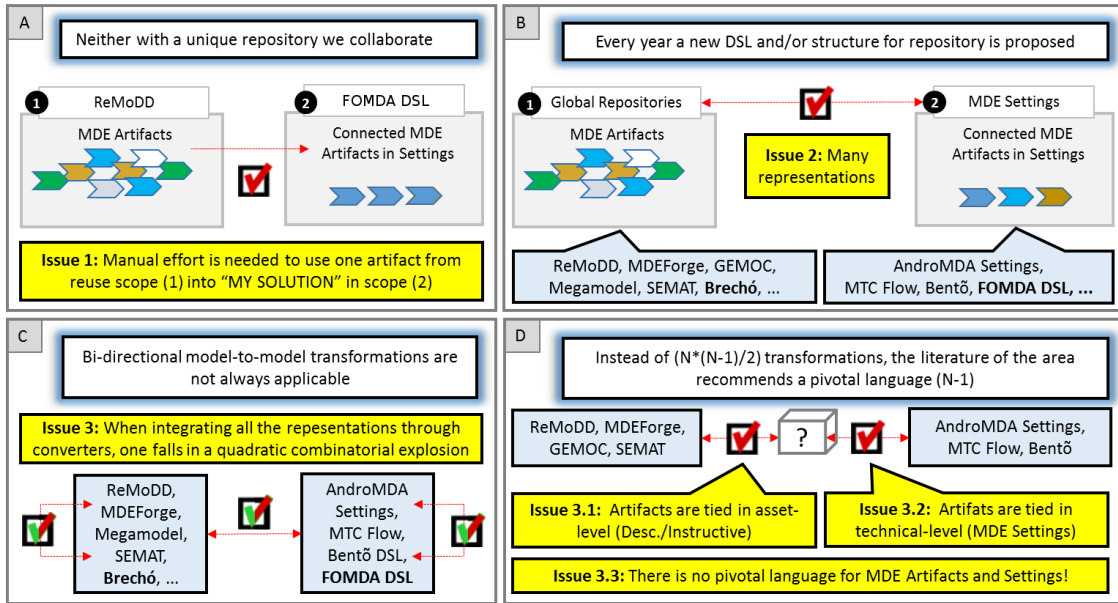 A
Neither with a unique repository we collaborate
1
ReMoDD
2
FOMDA DSL
MDE Artifacts
Connected MDE
Artifacts in Settings
Issue 1: Manual effort is needed to use one artifact from
reuse scope (1) into “MY SOLUTION” in scope (2)
B
Every year a new DSL and/or structure for repository is proposed
1
Global Repositories
2
MDE Settings
MDE Artifacts
Connected MDE
Artifacts in Settings
Issue 2: Many
representations
ReMoDD, MDEForge, GEMOC,
Megamodel, SEMAT, Brechó, ...
AndroMDA Settings,
MTC Flow, Bentõ, FOMDA DSL, ...
C
Bi-directional model-to-model transformations are
not always applicable
Issue 3: When integrating all the repesentations through
converters, one falls in a quadratic combinatorial explosion
ReMoDD,
MDEForge,
Megamodel,
SEMAT,
Brechó, ...
AndroMDA
Settings,
MTC Flow,
Bentõ DSL,
FOMDA DSL
D
Instead of (N*(N-1)/2) transformations, the literature of the area
recommends a pivotal language (N-1)
ReMoDD, MDEForge,
GEMOC, SEMAT
?
AndroMDA Settings,
MTC Flow, Bentõ
Issue 3.1: Artifacts are tied in asset-
level (Desc./Instructive)
Issue 3.2: Artifats are tied in
technical-level (MDE Settings)
Issue 3.3: There is no pivotal language for MDE Artifacts and Settings!